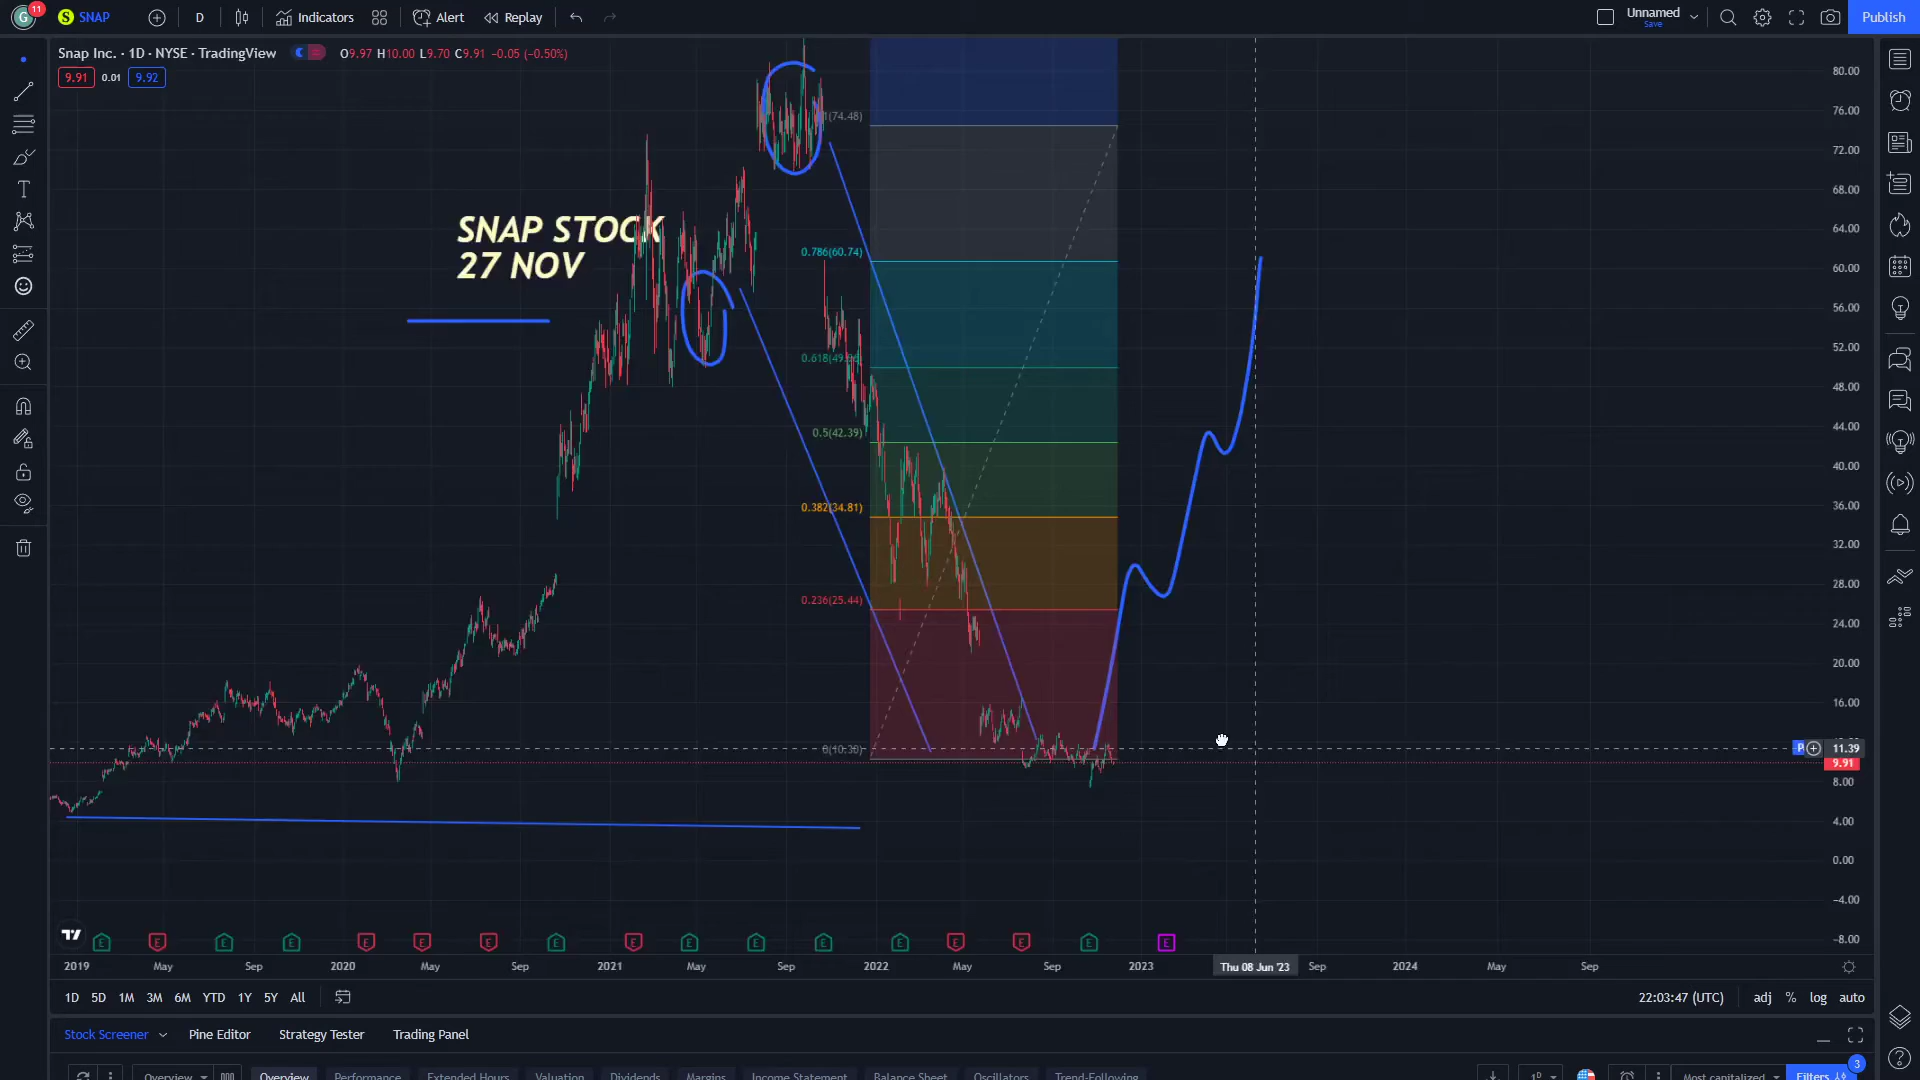 11
SNAP
D
Indicators
Alert
Replay
Unnamed
Save
Publish
Snap Inc. · 1D · NYSE · TradingView
O9.97 H10.00 L9.70 C9.91 −0.05 (−0.50%)
9.91 0.01 9.92
SNAP STOCK
27 NOV
1(74.48)
0.786(60.74)
0.5(42.39)
0.382(34.81)
0.236(25.44)
0(10.30)
80.00
76.00
72.00
68.00
64.00
60.00
56.00
52.00
48.00
44.00
40.00
36.00
32.00
28.00
24.00
20.00
16.00
11.39
9.91
8.00
4.00
0.00
−4.00
−8.00
E E E E E E E E E E E E E E E E E
2019 May Sep 2020 May Sep 2021 May Sep 2022 May Sep 2023 Thu 08 Jun '23 Sep 2024 May Sep
1D 5D 1M 3M 6M YTD 1Y 5Y All
22:03:47 (UTC) adj % log auto
Stock Screener Pine Editor Strategy Tester Trading Panel
Overview Overview Performance Extended Hours Valuation Dividends Margins Income Statement Balance Sheet Oscillators Trend-Following
1D Most capitalized Filters 3